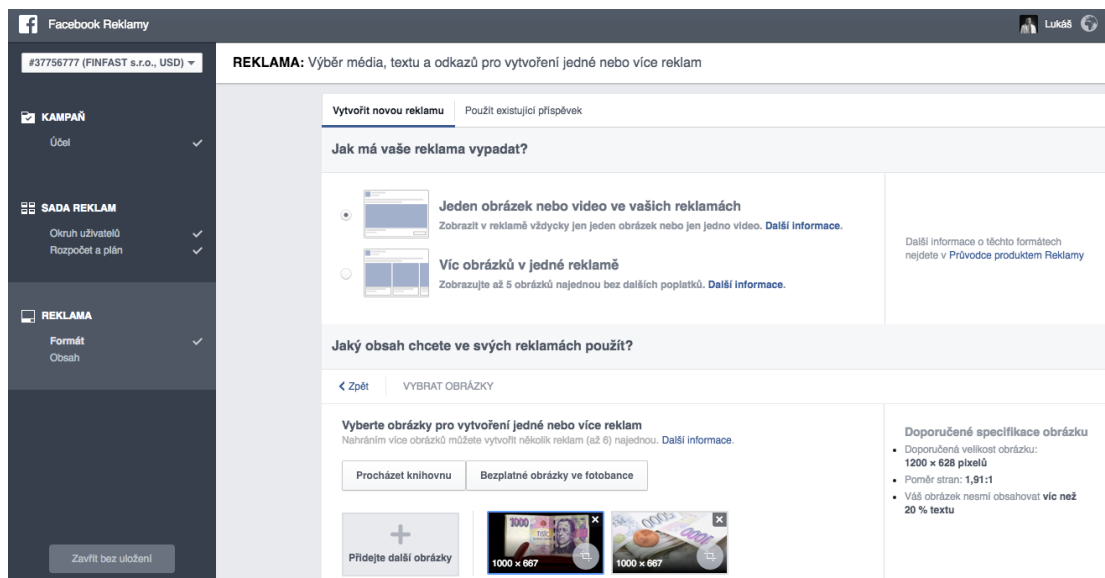 Facebook Reklamy
Lukáš
#37756777 (FINFAST s.r.o., USD)
REKLAMA: Výběr média, textu a odkazů pro vytvoření jedné nebo více reklam
KAMPAŇ
Účel
SADA REKLAM
Okruh uživatelů
Rozpočet a plán
REKLAMA
Formát
Obsah
Zavřít bez uložení
Vytvořit novou reklamu
Použít existující příspěvek
Jak má vaše reklama vypadat?
Jeden obrázek nebo video ve vašich reklamách
Zobrazit v reklamě vždycky jen jeden obrázek nebo jen jedno video. Další informace.
Víc obrázků v jedné reklamě
Zobrazujte až 5 obrázků najednou bez dalších poplatků. Další informace.
Další informace o těchto formátech
nejdete v Průvodce produktem Reklamy
Jaký obsah chcete ve svých reklamách použít?
Zpět
VYBRAT OBRÁZKY
Vyberte obrázky pro vytvoření jedné nebo více reklam
Nahráním více obrázků můžete vytvořit několik reklam (až 6) najednou. Další informace.
Procházet knihovnu
Bezplatné obrázky ve fotobance
Přidejte další obrázky
1000
1000 × 667
1000 × 667
Doporučené specifikace obrázku
Doporučená velikost obrázku:
1200 × 628 pixelů
Poměr stran: 1,91:1
Váš obrázek nesmí obsahovat víc než
20 % textu